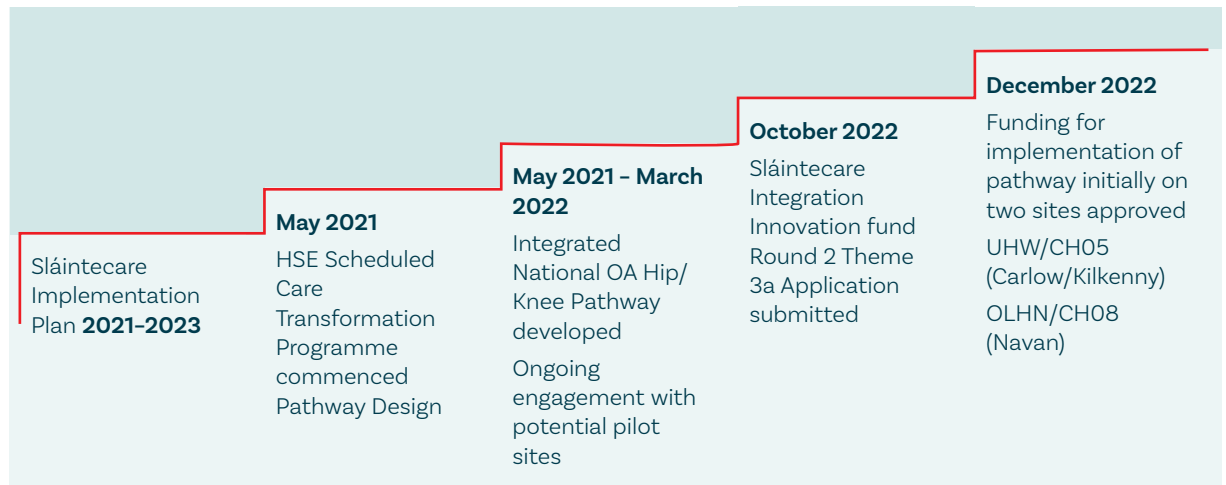 Sláintecare
Implementation
Plan 2021–2023
May 2021
HSE Scheduled
Care
Transformation
Programme
commenced
Pathway Design
May 2021 – March
2022
Integrated
National OA Hip/
Knee Pathway
developed
Ongoing
engagement with
potential pilot
sites
October 2022
Sláintecare
Integration
Innovation fund
Round 2 Theme
3a Application
submitted
December 2022
Funding for
implementation of
pathway initially on
two sites approved
UHW/CH05
(Carlow/Kilkenny)
OLHN/CH08
(Navan)